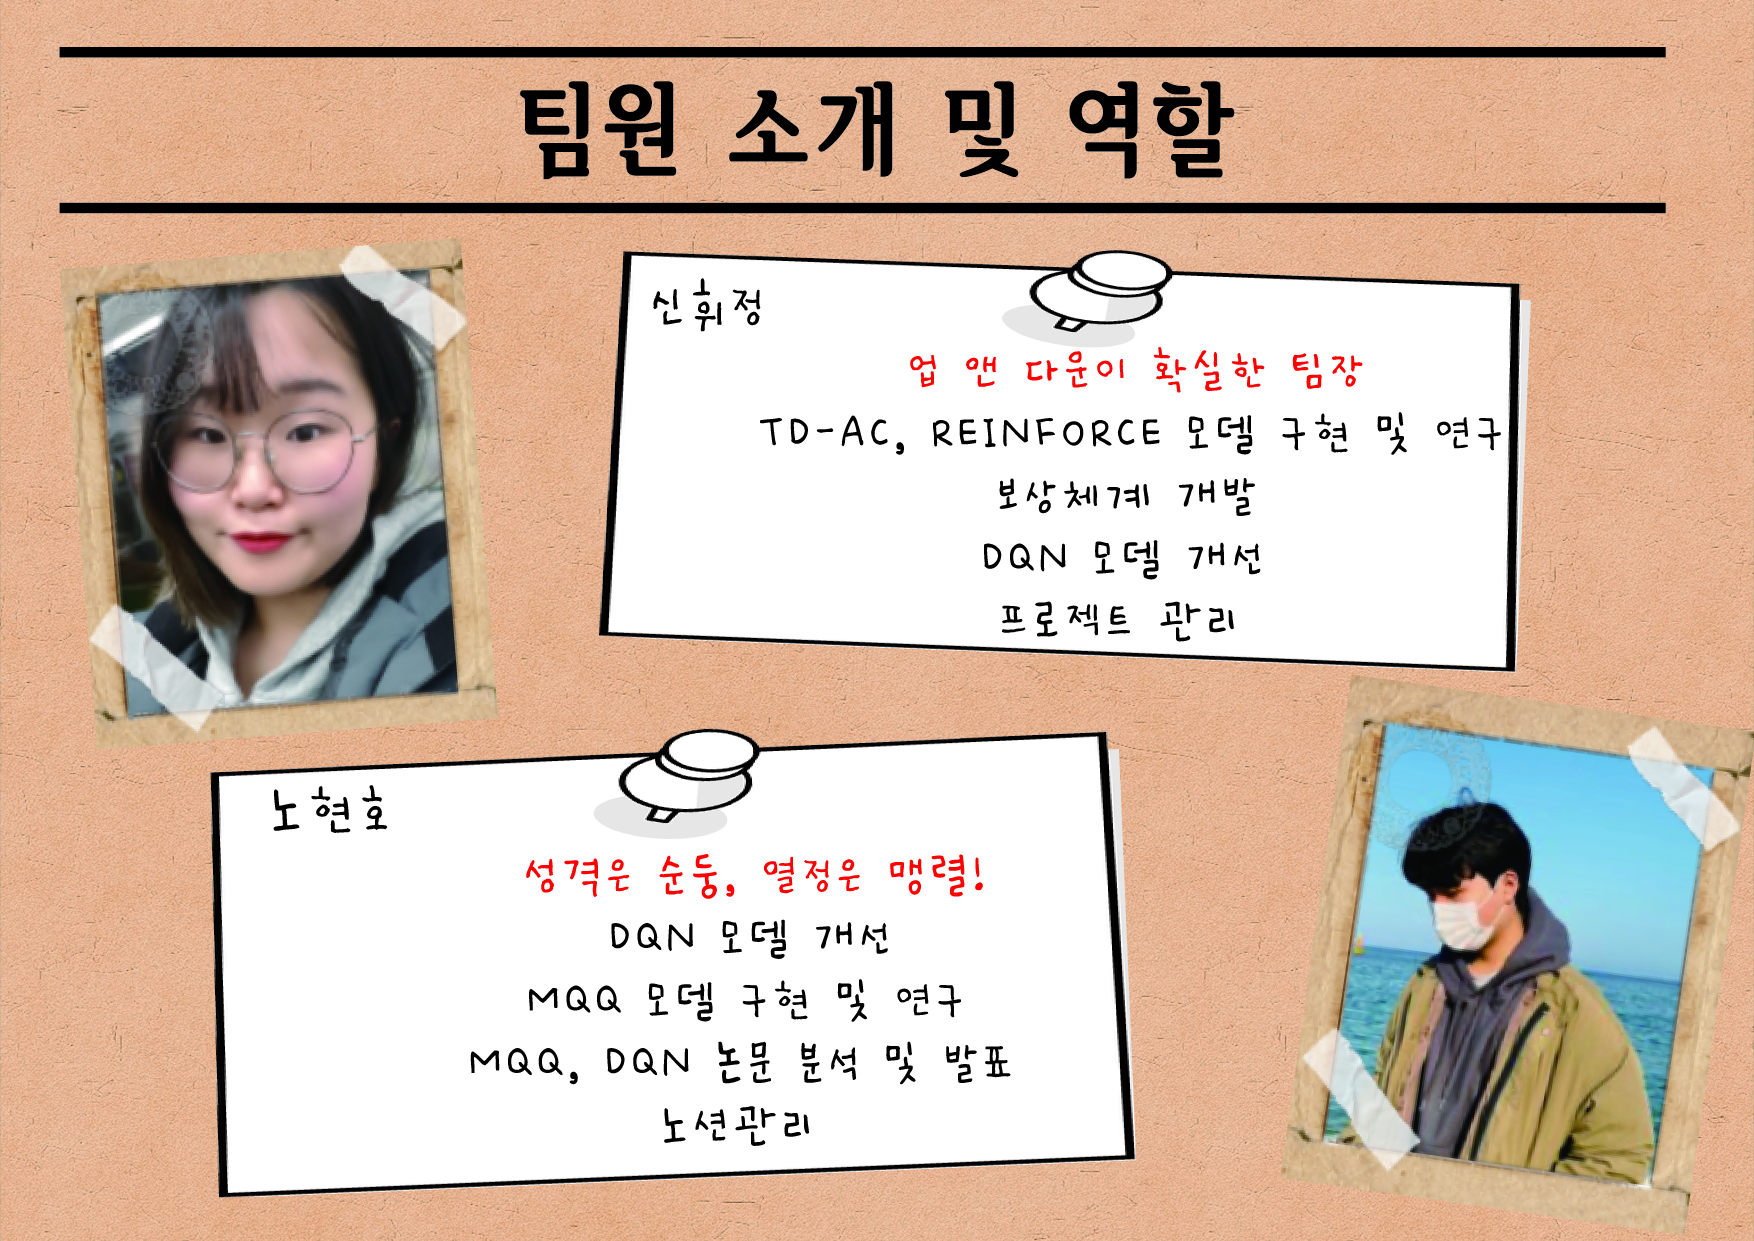 팀원 소개 및 역할
신휘정
업 앤 다운이 확실한 팀장
TD-AC, REINFORCE 모델 구현 및 연구
보상체계 개발
DQN 모델 개선
프로젝트 관리
노현호
성격은 순둥, 열정은 맹렬!
DQN 모델 개선
MQQ 모델 구현 및 연구
MQQ, DQN 논문 분석 및 발표
노션관리